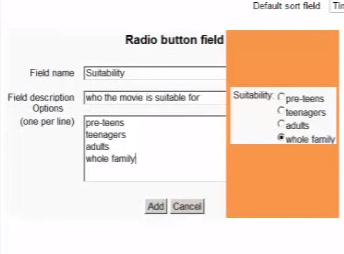 Default sort field Tim
Radio button field
Field name Suitability
Field description who the movie is suitable for
Options
(one per line)
pre-teens
teenagers
adults
whole family
Add Cancel
Suitability: pre-teens
teenagers
adults
whole family